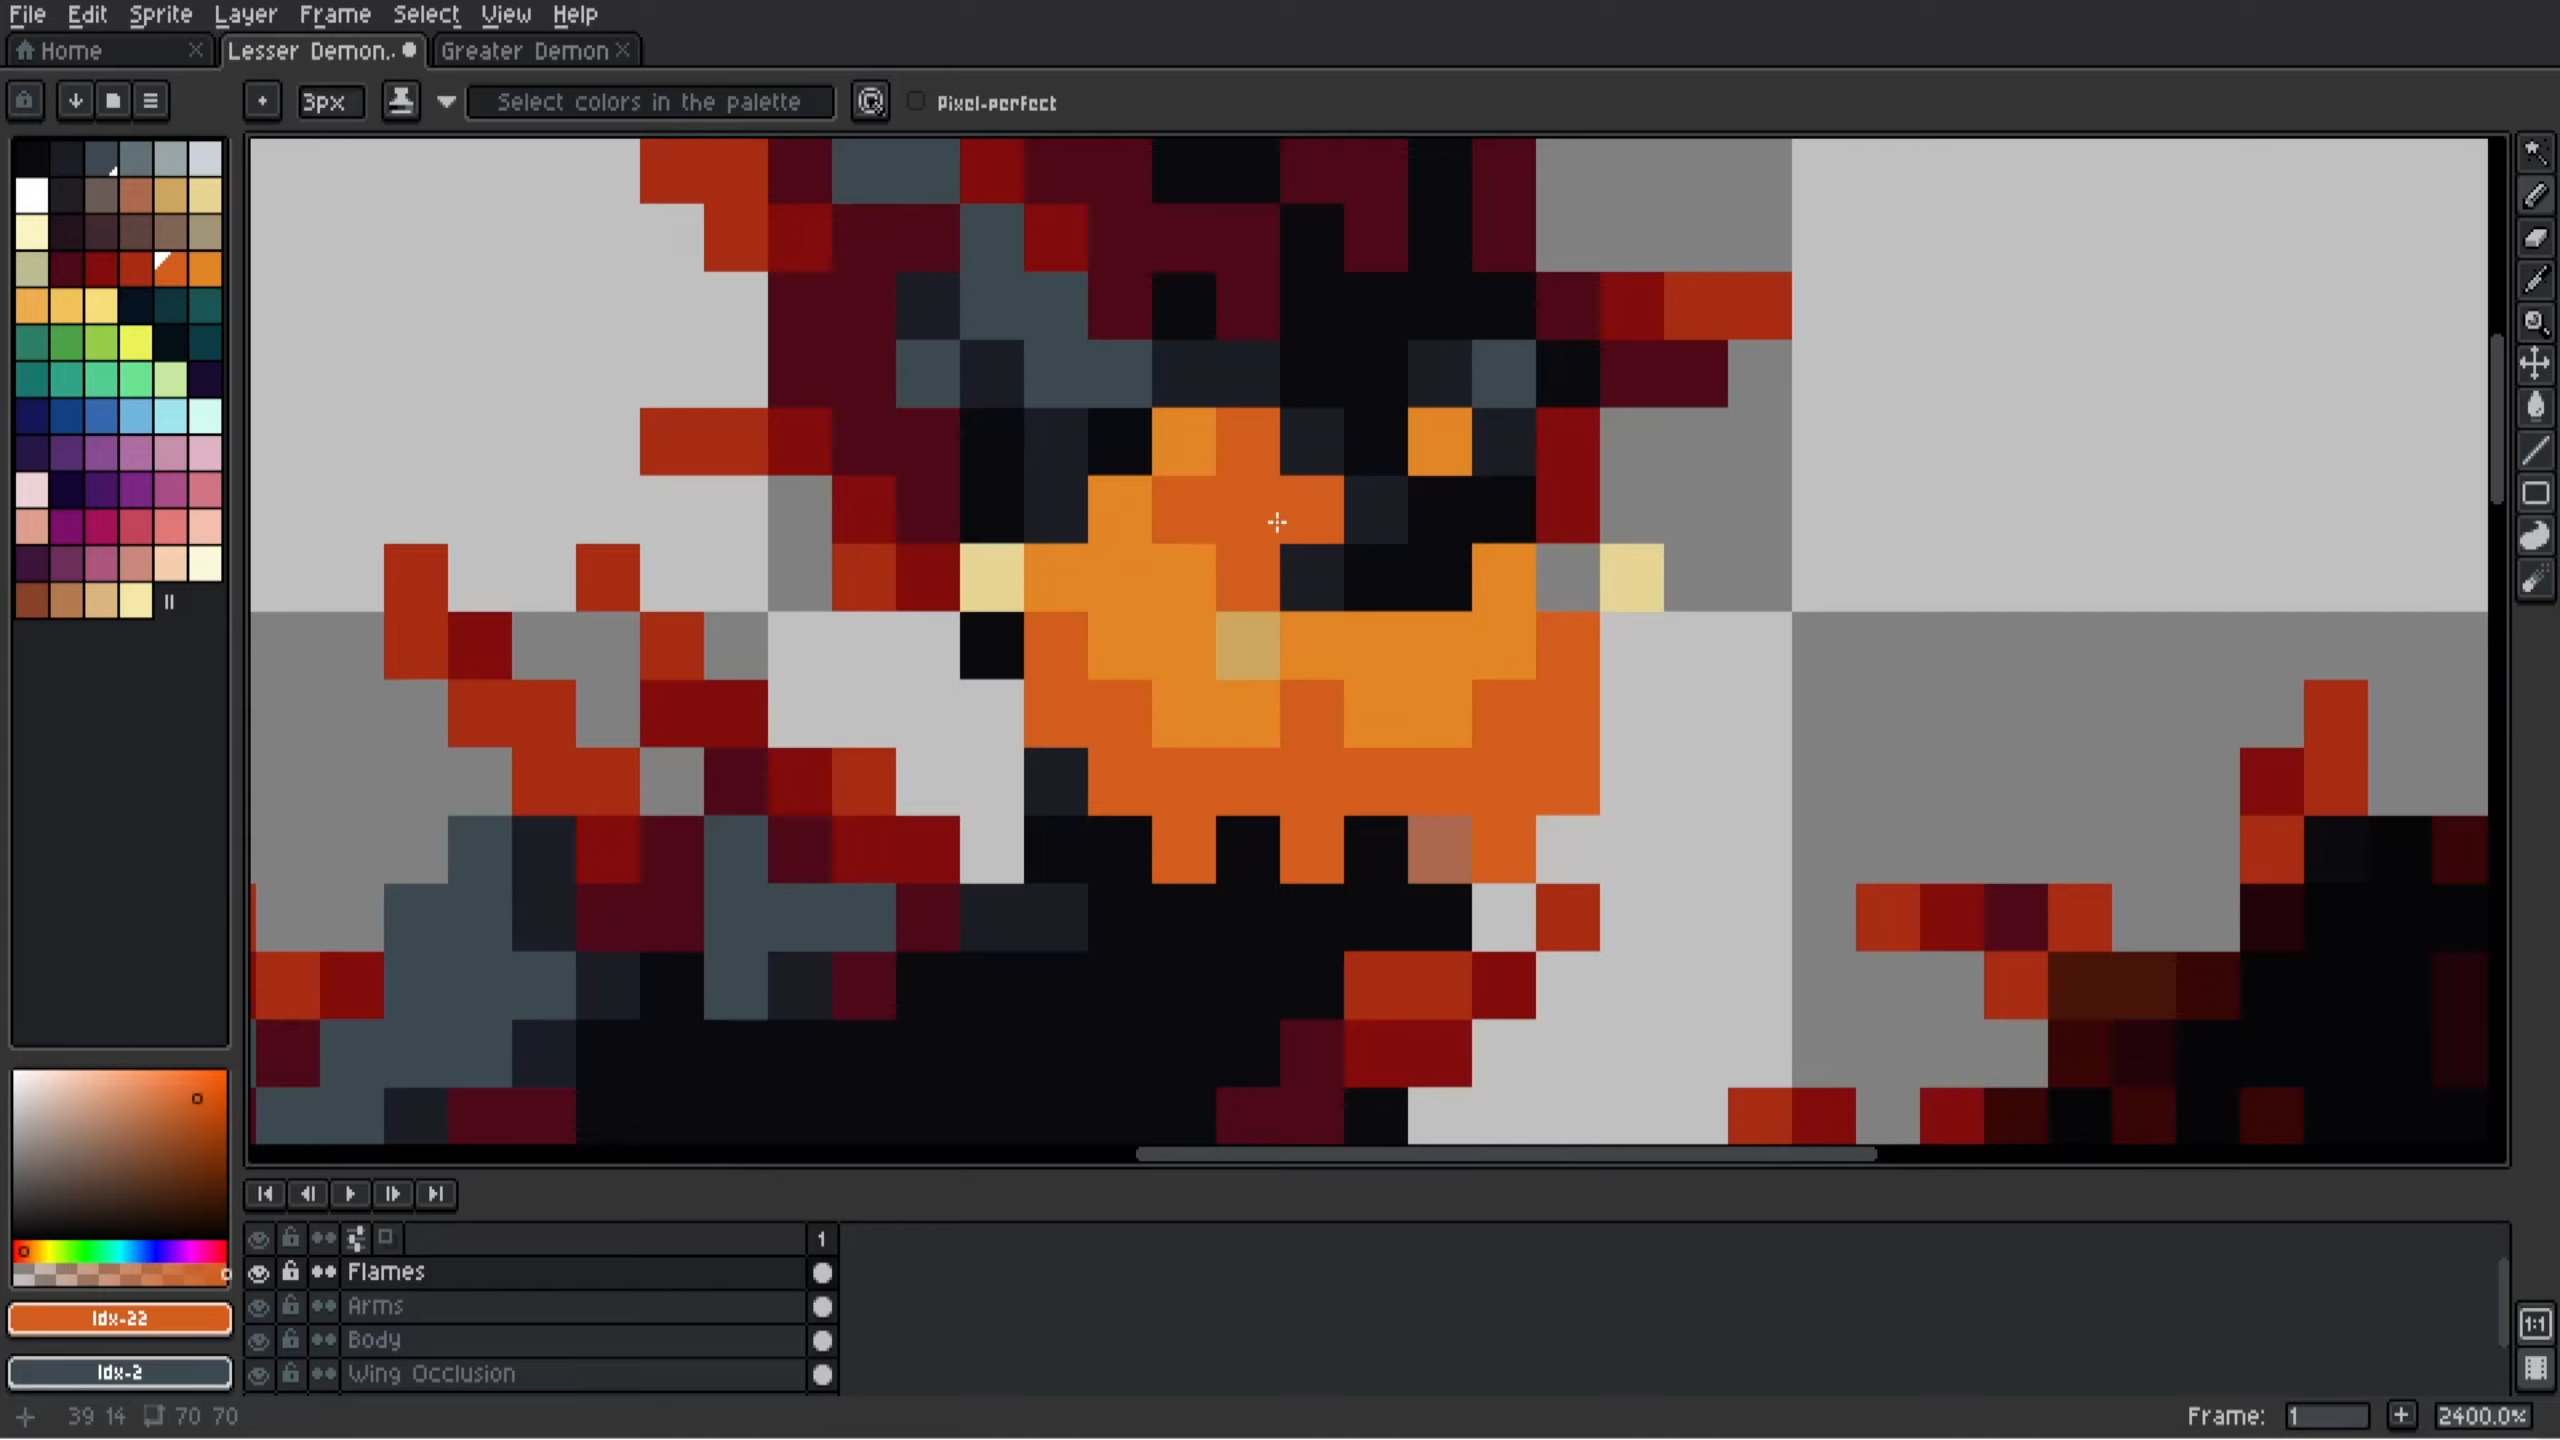 File Edit Sprite Layer Frame Select View Help
Home Lesser Demon.. Greater Demon
3px Select colors in the palette Pixel-perfect
1
Flames
Arms
Body
Wing Occlusion
Idx-22
Idx-2
39 14 70 70 Frame: 1 2400.0%
1:1